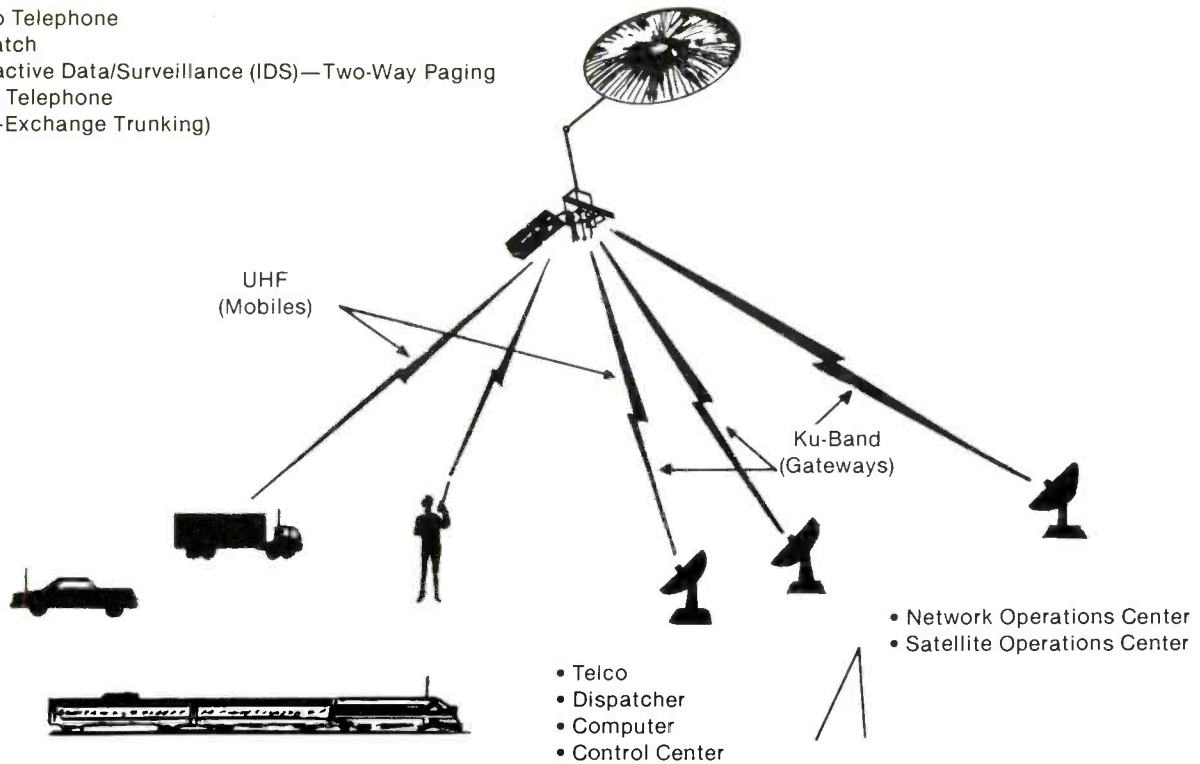 o Telephone
atch
active Data/Surveillance (IDS)—Two-Way Paging
Telephone
-Exchange Trunking)
UHF
(Mobiles)
Ku-Band
(Gateways)
• Network Operations Center
• Satellite Operations Center
• Telco
• Dispatcher
• Computer
• Control Center